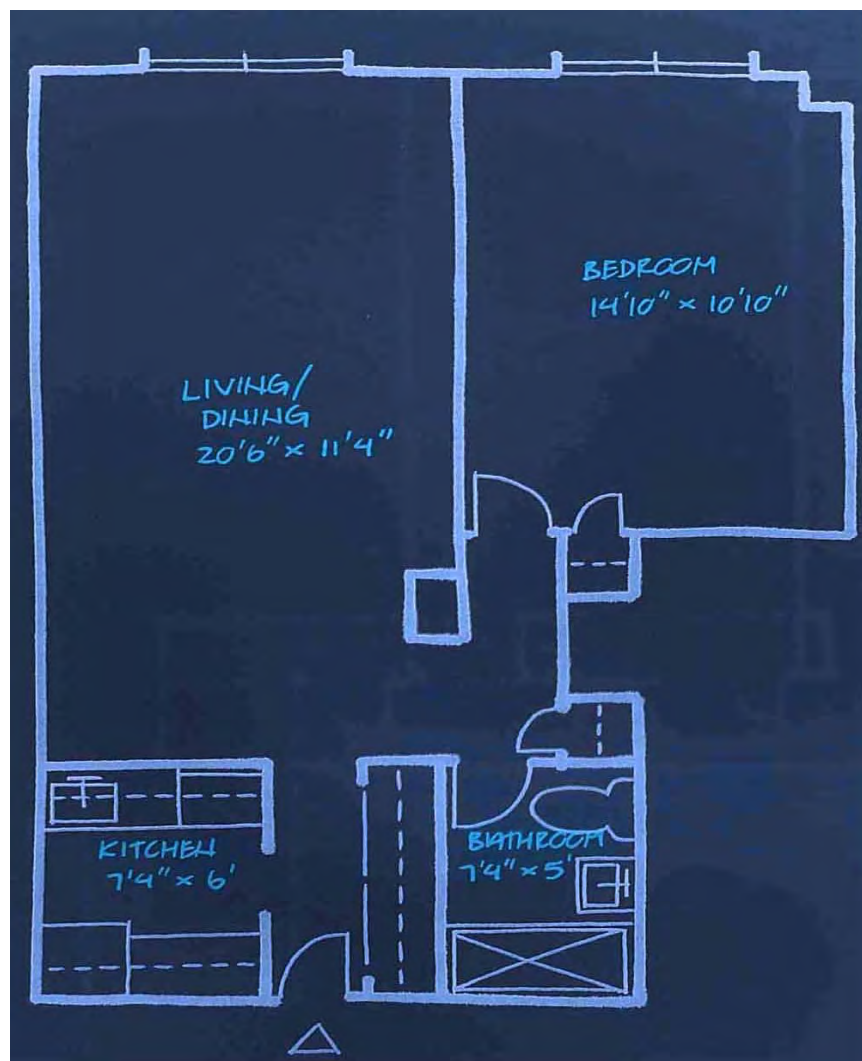 BEDROOM
14'10" × 10'10"
LIVING/
DINING
20'6" × 11'4"
KITCHEN
7'4" × 6'
BATHROOM
7'4" × 5'